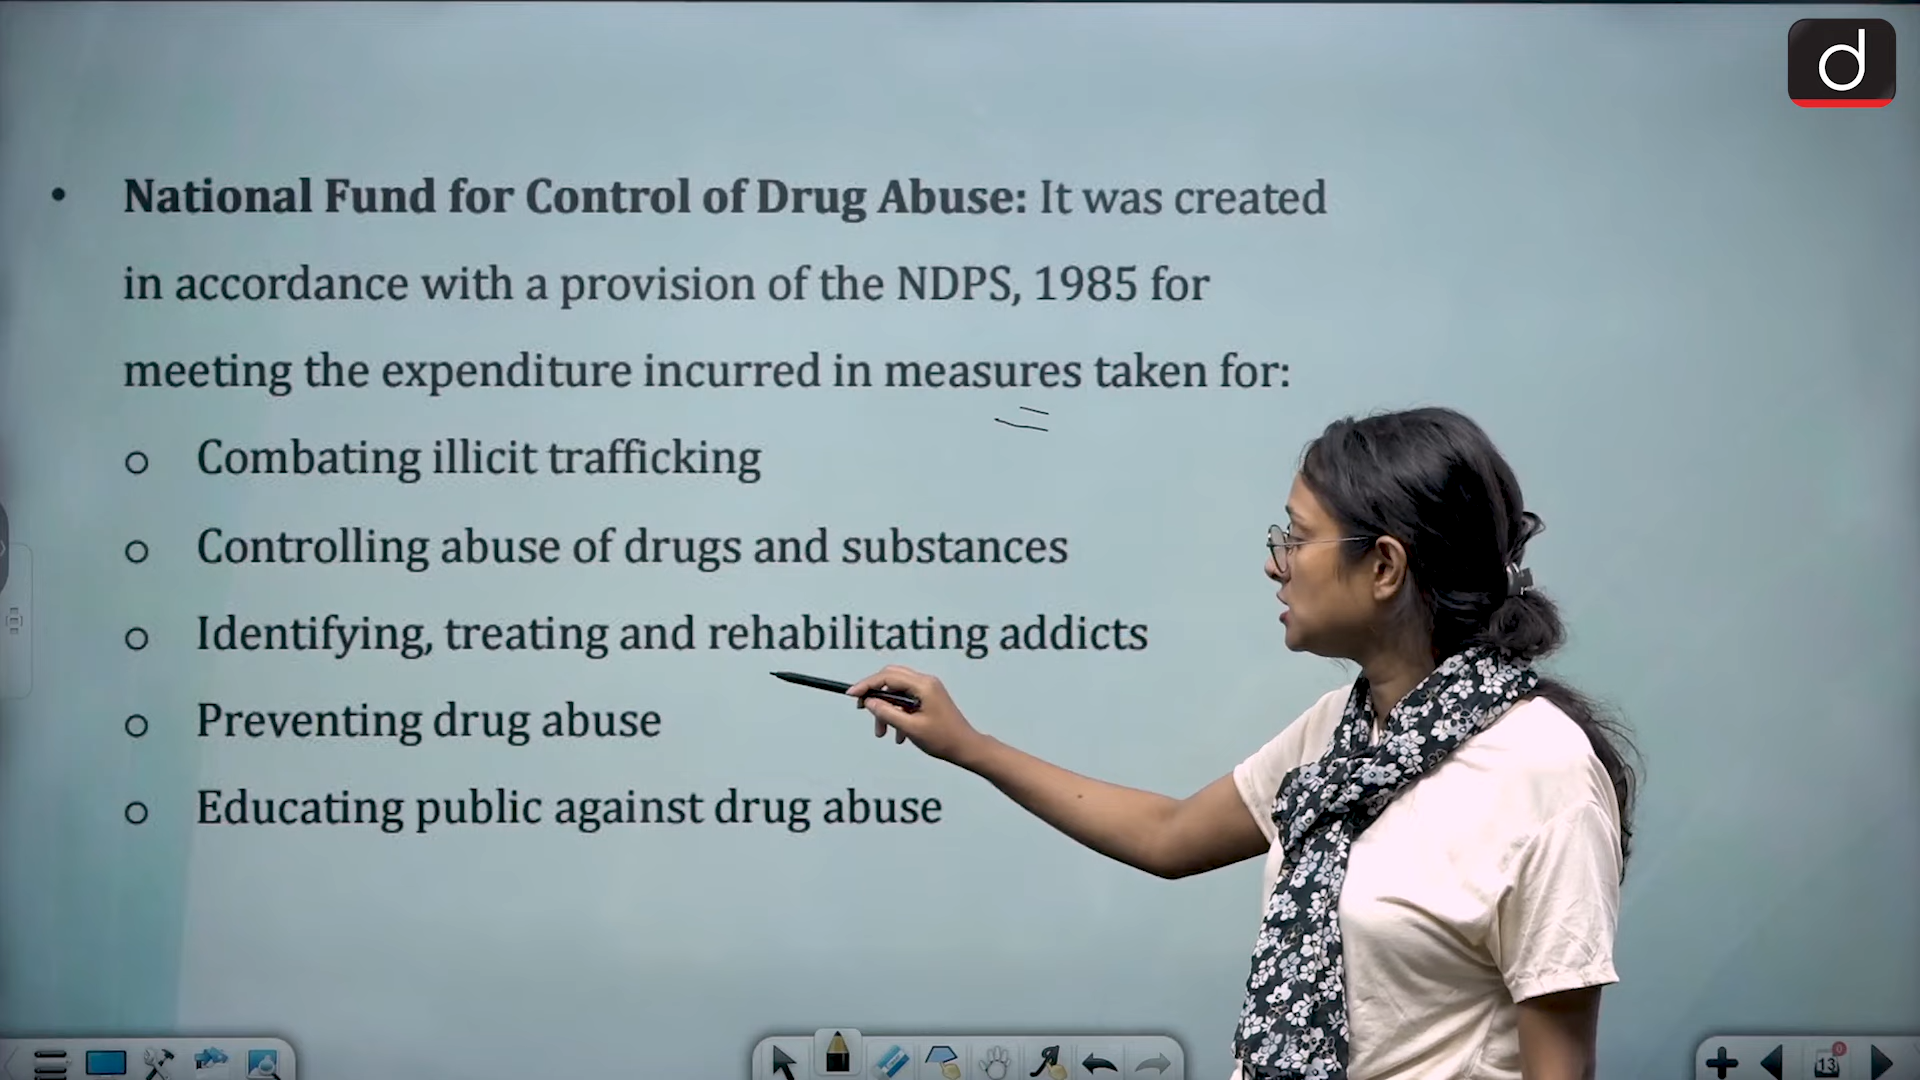 d
• National Fund for Control of Drug Abuse: It was created
in accordance with a provision of the NDPS, 1985 for
meeting the expenditure incurred in measures taken for:
o Combating illicit trafficking
o Controlling abuse of drugs and substances
o Identifying, treating and rehabilitating addicts
o Preventing drug abuse
o Educating public against drug abuse
13
0